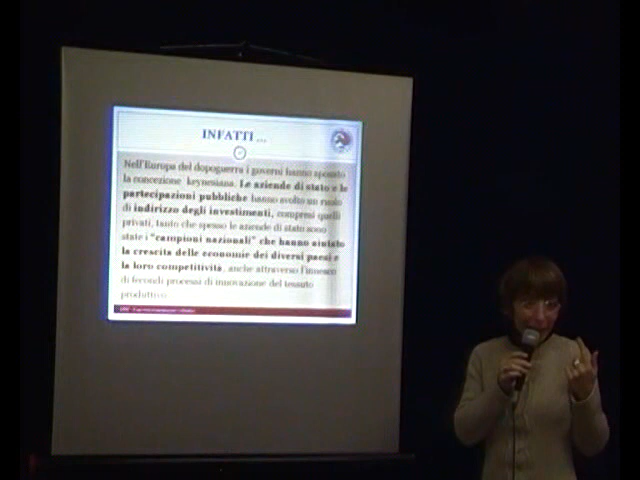 INFATTI ...
Nell'Europa del dopoguerra i governi hanno sposato
la concezione keynesiana. Le aziende di stato e le
partecipazioni pubbliche hanno svolto un ruolo
di indirizzo degli investimenti, compresi quelli
privati, tanto che spesso le aziende di stato sono
state i "campioni nazionali" che hanno aiutato
la crescita delle economie dei diversi paesi e
la loro competitività, anche attraverso l'innesco
di fecondi processi di innovazione del tessuto
produttivo